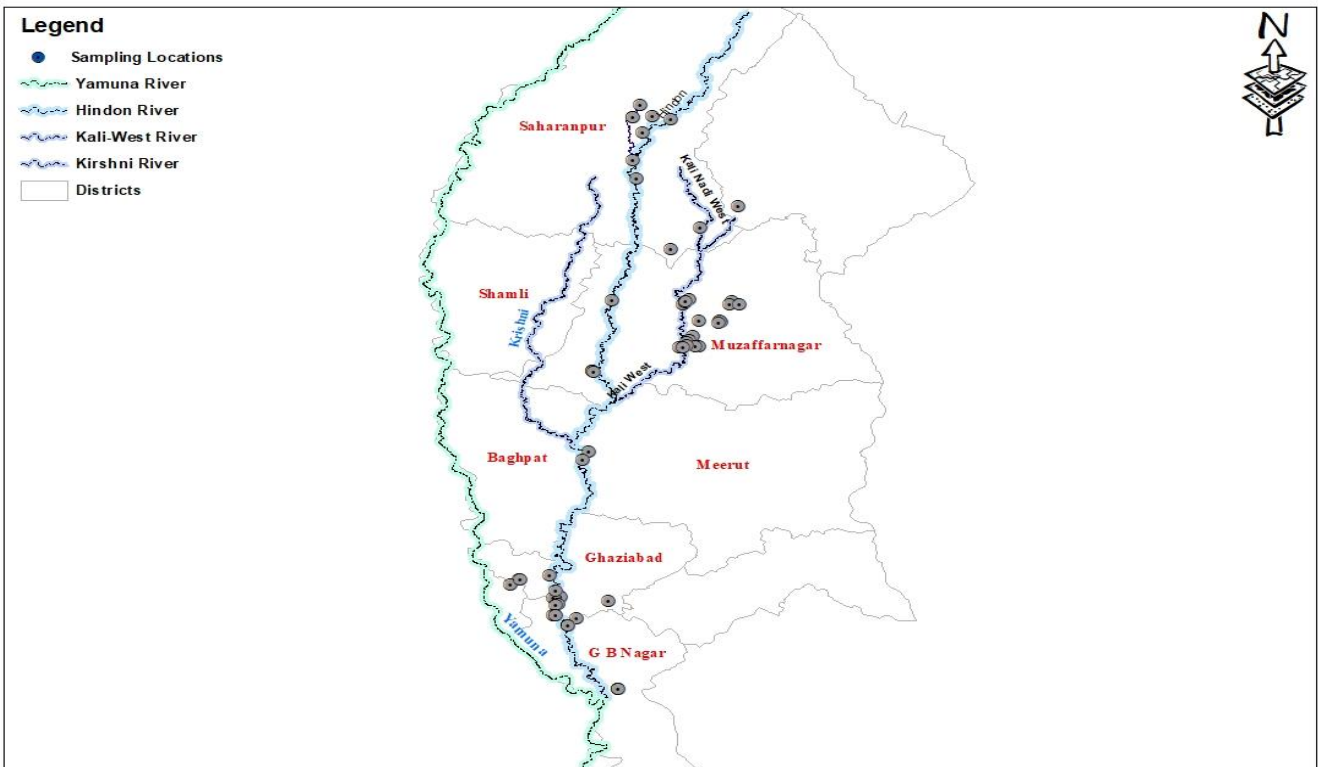 Legend
Sampling Locations
Yamuna River
Hindon River
Kali-West River
Kirshni River
Districts
N
Hindon
Saharanpur
Kali Nadi West
Shamli
Krishni
Muzaffarnagar
Kali West
Baghpat
Meerut
Ghaziabad
Yamuna
G B Nagar